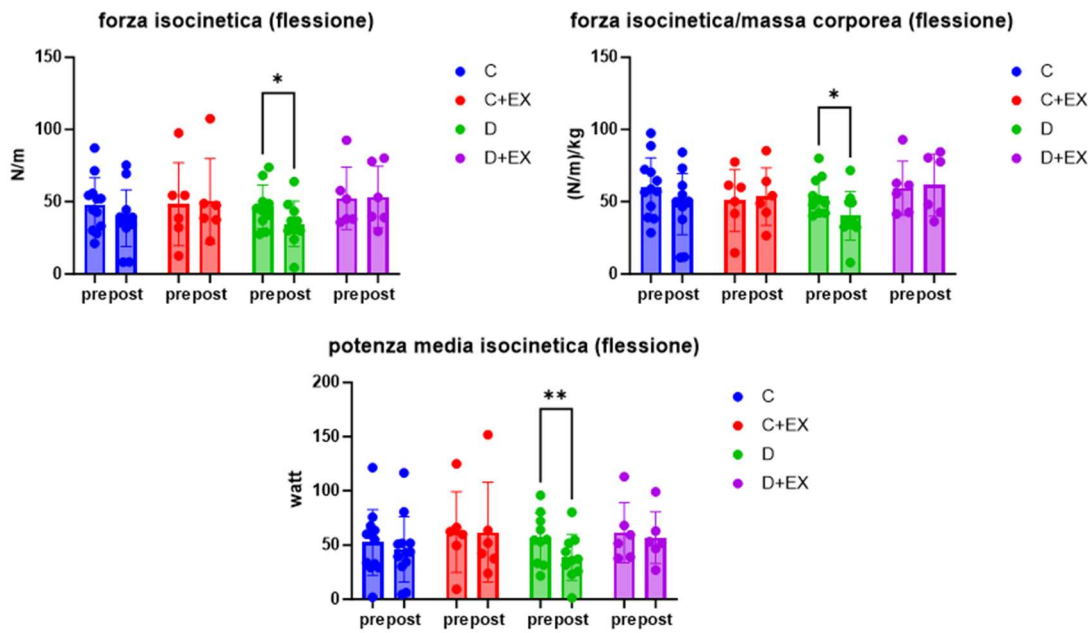 forza isocinetica (flessione)
150
100
50
0
N/m
*
prepost prepost prepost prepost
C
C+EX
D
D+EX
forza isocinetica/massa corporea (flessione)
150
100
50
0
(N/m)/kg
*
prepost prepost prepost prepost
C
C+EX
D
D+EX
potenza media isocinetica (flessione)
200
150
100
50
0
watt
**
prepost prepost prepost prepost
C
C+EX
D
D+EX